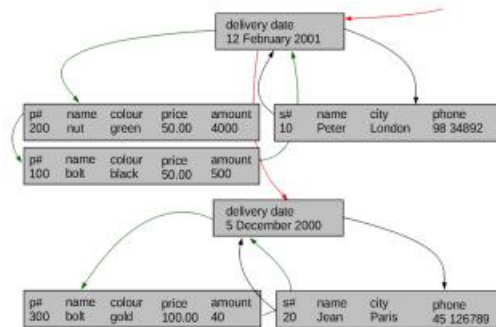 delivery date
12 February 2001
p# name colour price amount
200 nut green 50.00 4000
s# name city phone
10 Peter London 98 34892
p# name colour price amount
100 bolt black 50.00 500
delivery date
5 December 2000
p# name colour price amount
300 bolt gold 100.00 40
s# name city phone
20 Jean Paris 45 126789